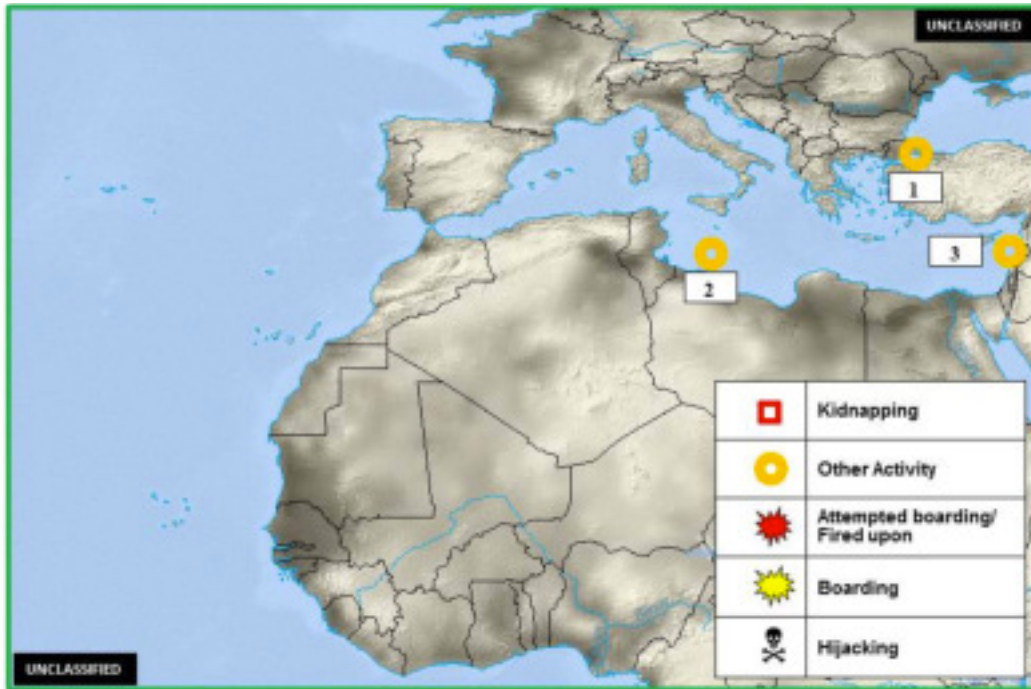 UNCLASSIFIED
1
3
2
Kidnapping
Other Activity
Attempted boarding/
Fired upon
Boarding
Hijacking
UNCLASSIFIED